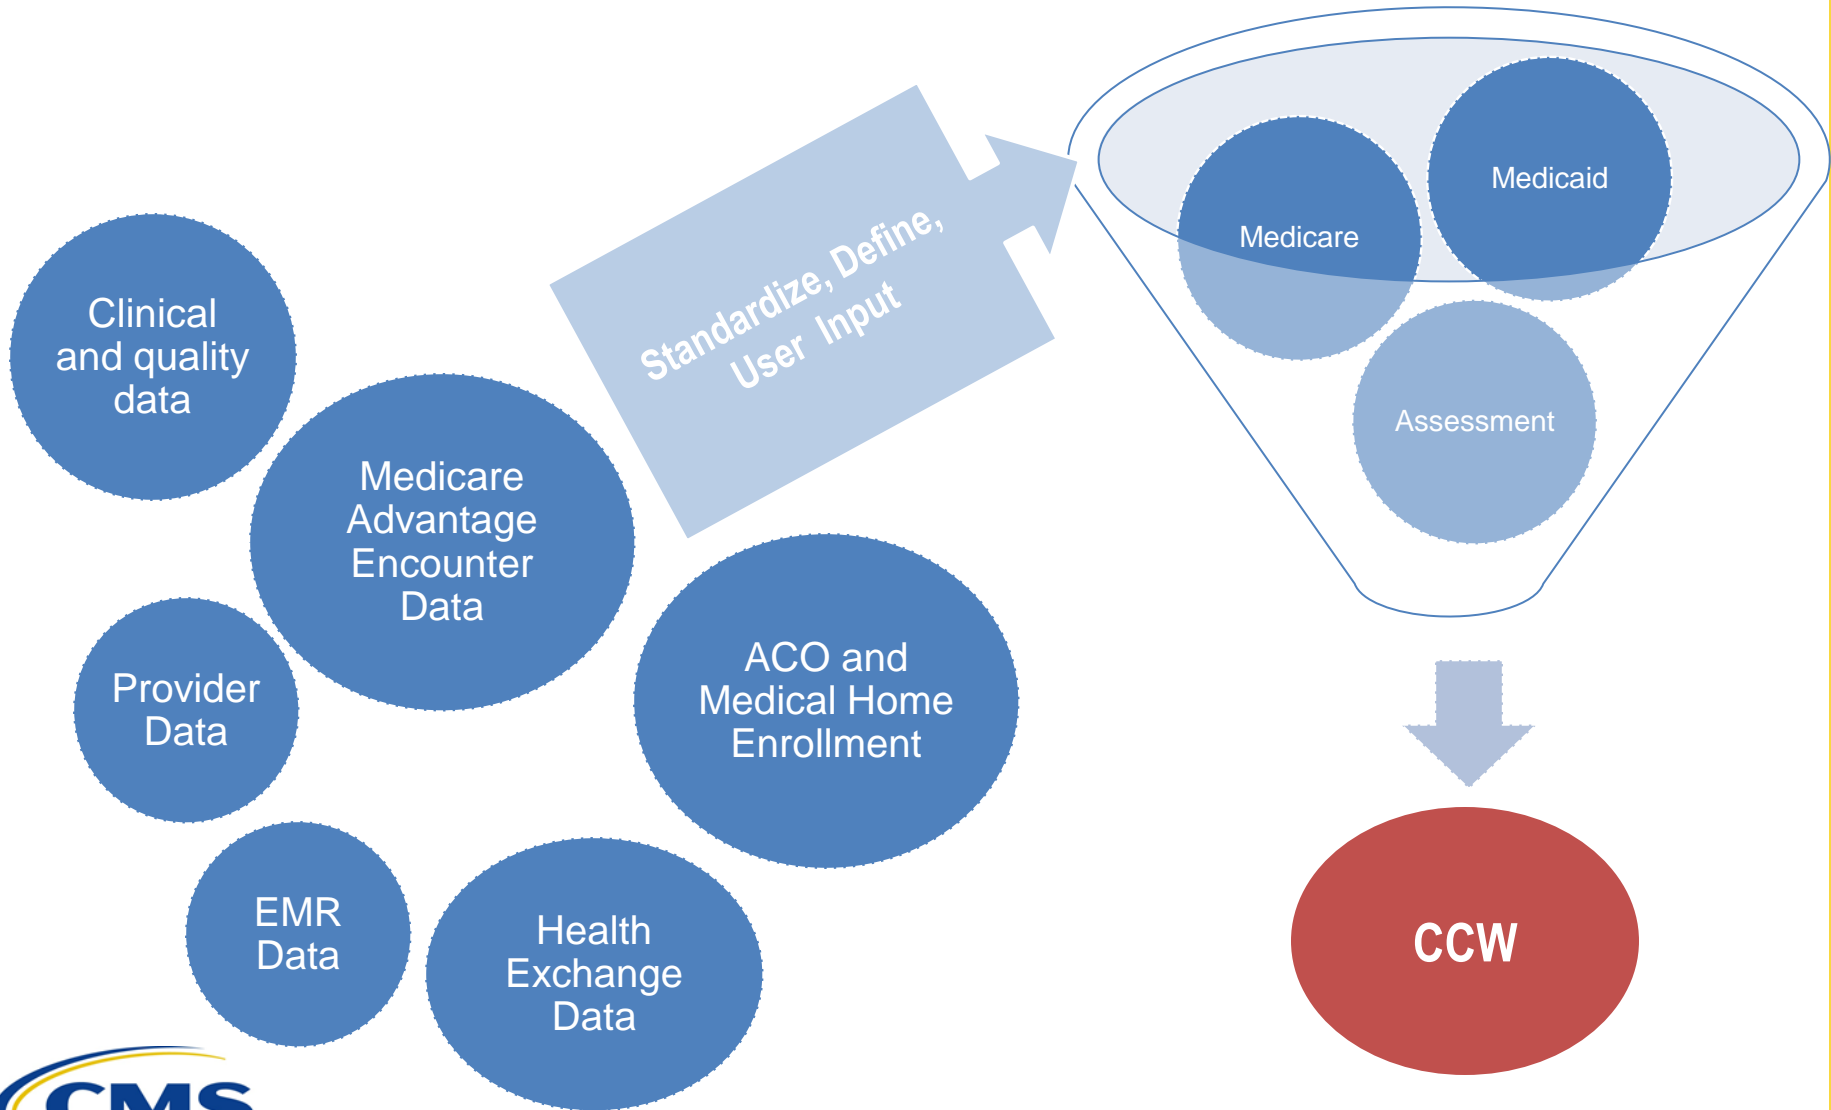 Clinical
and quality
data
Medicare
Advantage
Encounter
Data
Provider
Data
EMR
Data
Health
Exchange
Data
ACO and
Medical Home
Enrollment
Standardize, Define,
User Input
Medicare
Medicaid
Assessment
CCW
CMS